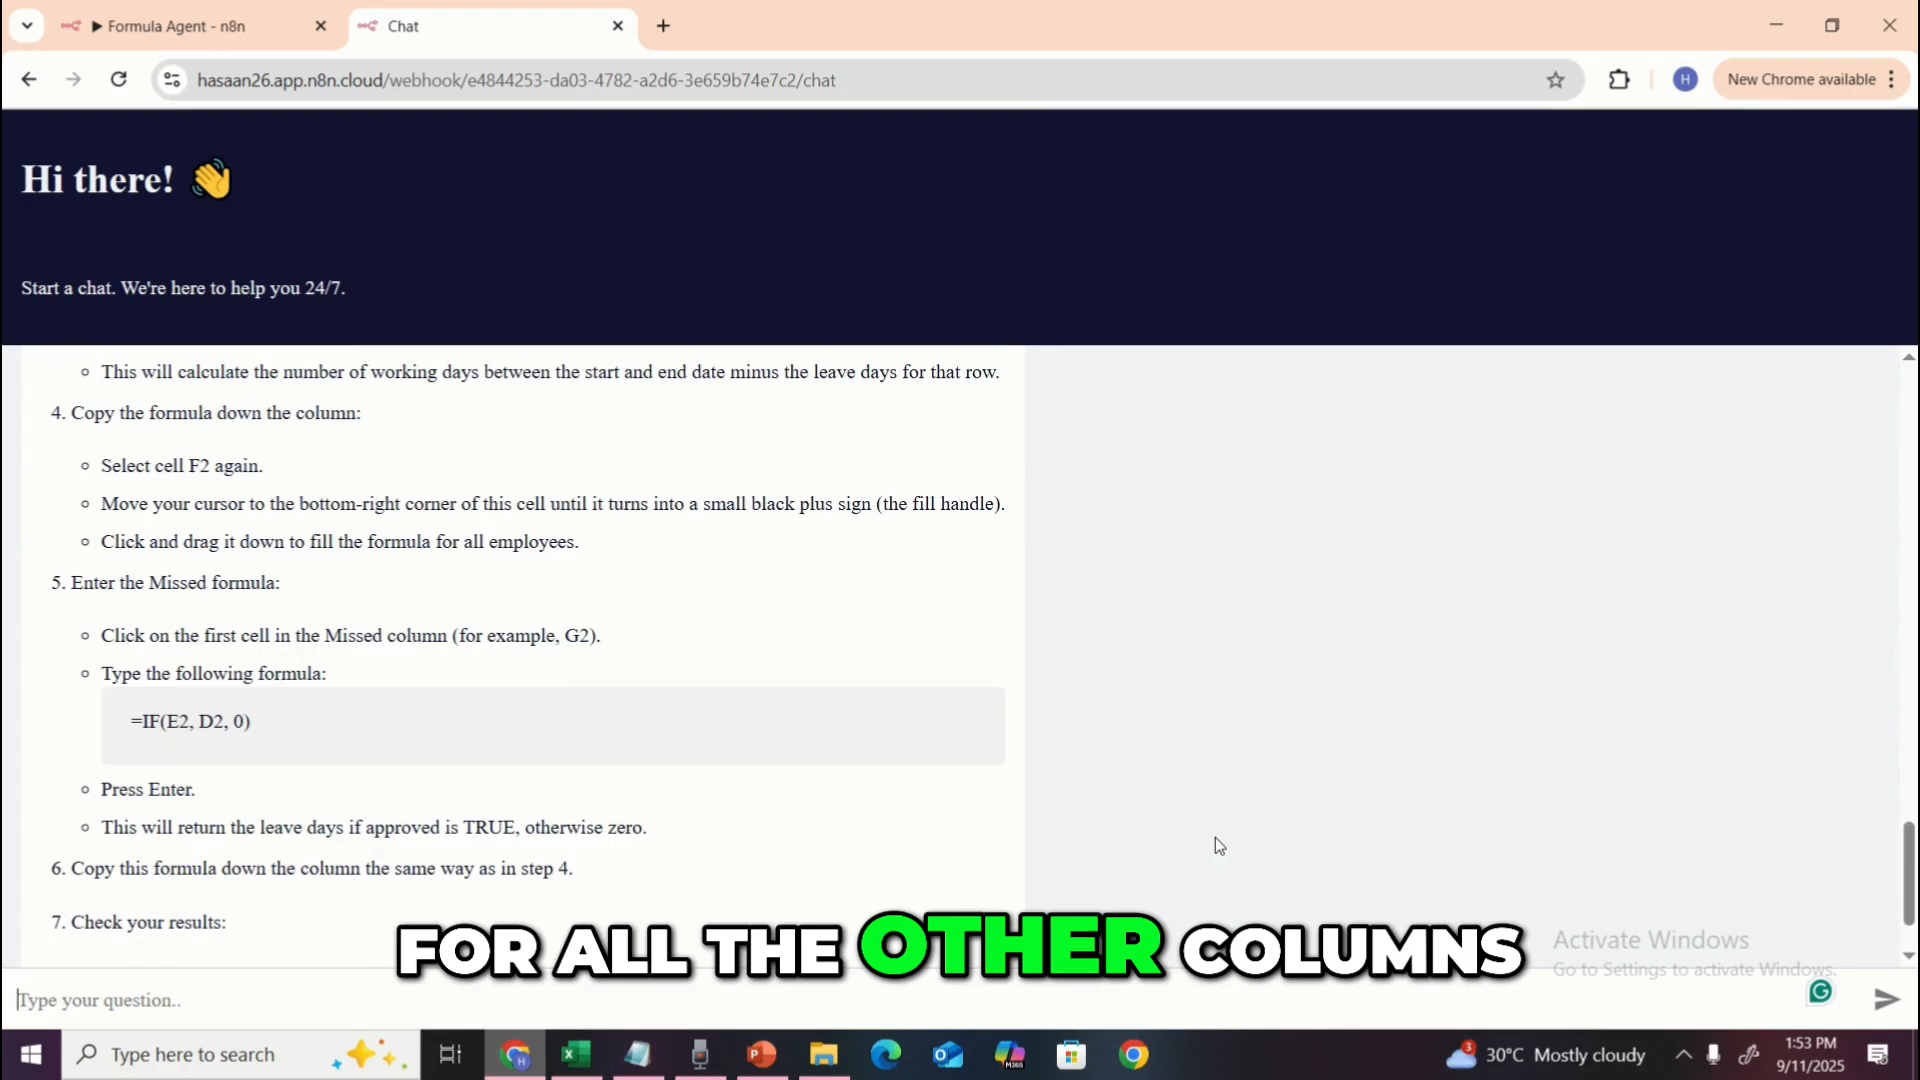 ▶ Formula Agent - n8n
Chat
hasaan26.app.n8n.cloud/webhook/e4844253-da03-4782-a2d6-3e659b74e7c2/chat
H
New Chrome available
Hi there! 👋
Start a chat. We're here to help you 24/7.
◦ This will calculate the number of working days between the start and end date minus the leave days for that row.
4. Copy the formula down the column:
◦ Select cell F2 again.
◦ Move your cursor to the bottom-right corner of this cell until it turns into a small black plus sign (the fill handle).
◦ Click and drag it down to fill the formula for all employees.
5. Enter the Missed formula:
◦ Click on the first cell in the Missed column (for example, G2).
◦ Type the following formula:
=IF(E2, D2, 0)
◦ Press Enter.
◦ This will return the leave days if approved is TRUE, otherwise zero.
6. Copy this formula down the column the same way as in step 4.
7. Check your results:
FOR ALL THE OTHER COLUMNS
Activate Windows
Go to Settings to activate Windows.
Type your question..
Type here to search
M365
3
30°C Mostly cloudy
1:53 PM
9/11/2025